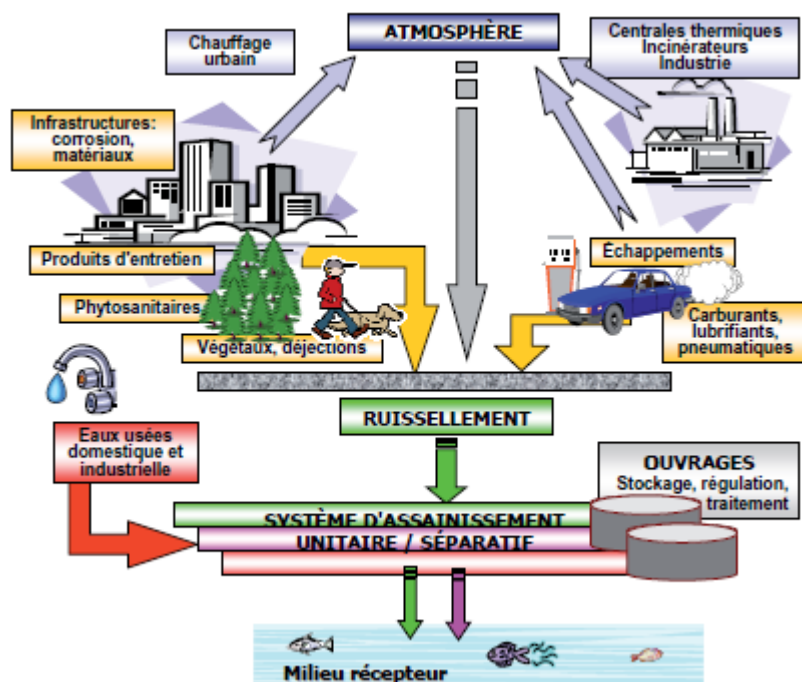 Chauffage
urbain
ATMOSPHÈRE
Centrales thermiques
Incinérateurs
Industrie
Infrastructures:
corrosion,
matériaux
Produits d'entretien
Échappements
Phytosanitaires
Carburants,
lubrifiants,
pneumatiques
Végétaux, déjections
RUISSELLEMENT
Eaux usées
domestique et
industrielle
OUVRAGES
Stockage, régulation,
traitement
SYSTÈME D'ASSAINISSEMENT
UNITAIRE / SÉPARATIF
Milieu récepteur